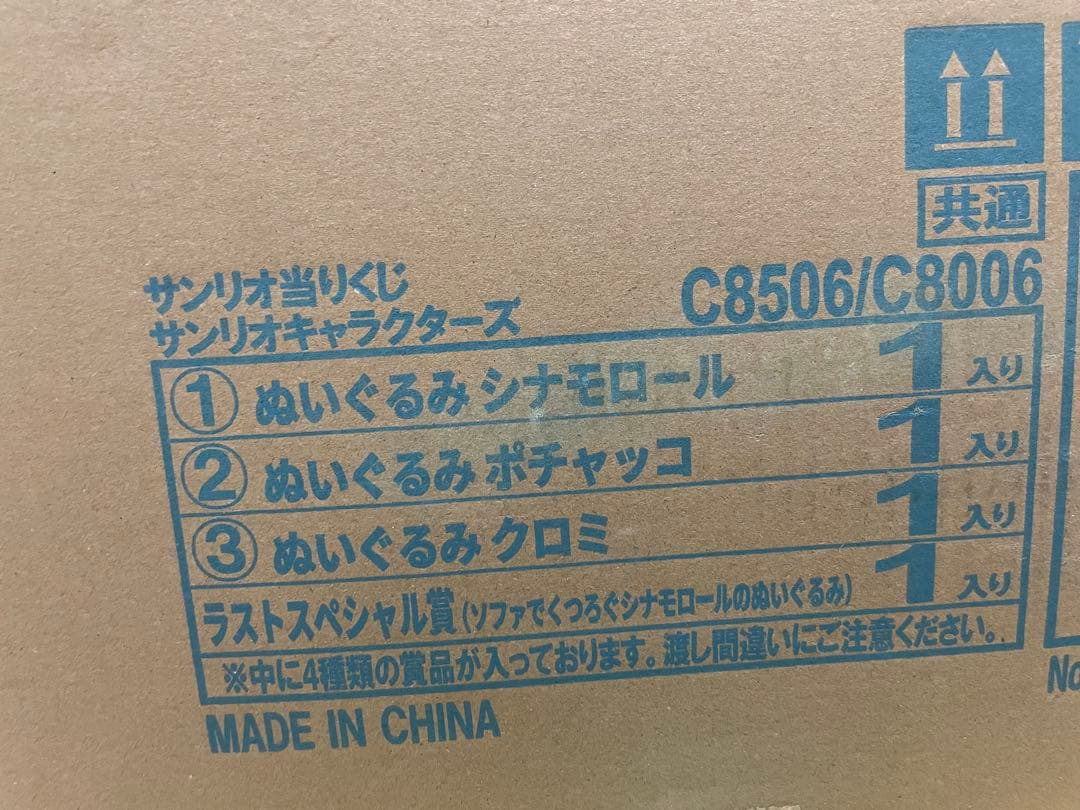 共通
サンリオ当りくじ
サンリオキャラクターズ
C8506/C8006
① ぬいぐるみ シナモロール 1入り
② ぬいぐるみ ポチャッコ 1入り
③ ぬいぐるみ クロミ 1入り
ラストスペシャル賞(ソファでくつろぐシナモロールのぬいぐるみ) 1入り
※中に4種類の賞品が入っております。渡し間違いにご注意ください。
MADE IN CHINA
No